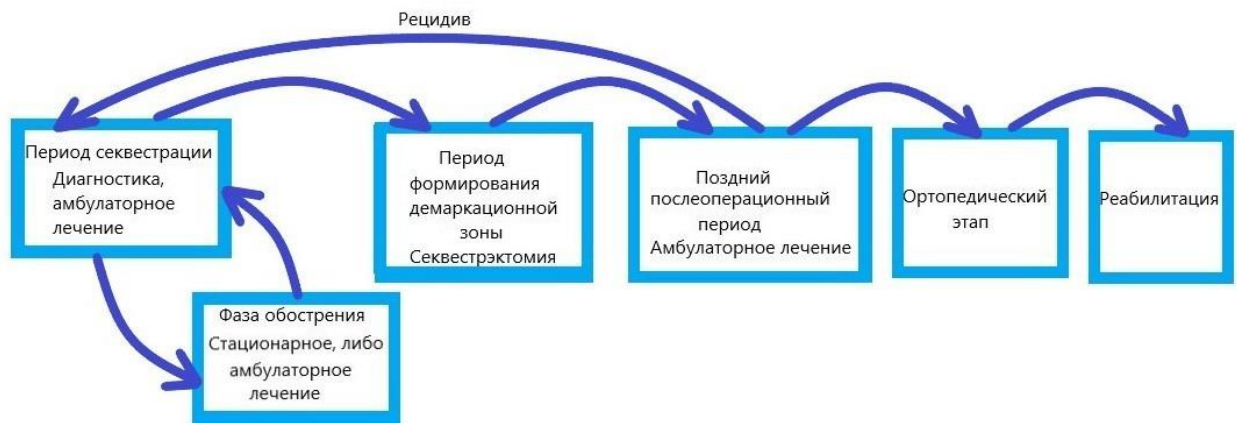 Рецидив
Период секвестрации
Диагностика,
амбулаторное
лечение
Период
формирования
демаркационной
зоны
Секвестрэктомия
Поздний
послеоперационный
период
Амбулаторное лечение
Ортопедический
этап
Реабилитация
Фаза обострения
Стационарное, либо
амбулаторное
лечение